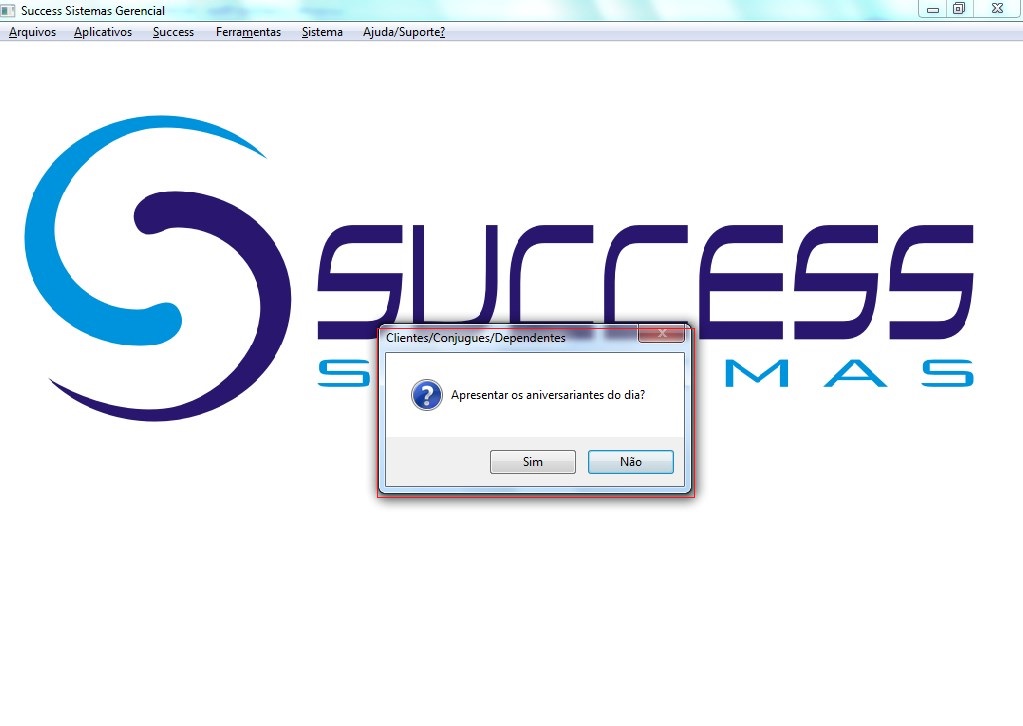 Success Sistemas Gerencial
Arquivos Aplicativos Success Ferramentas Sistema Ajuda/Suporte?
SUCCESS
S MAS
Clientes/Conjugues/Dependentes
Apresentar os aniversariantes do dia?
Sim Não